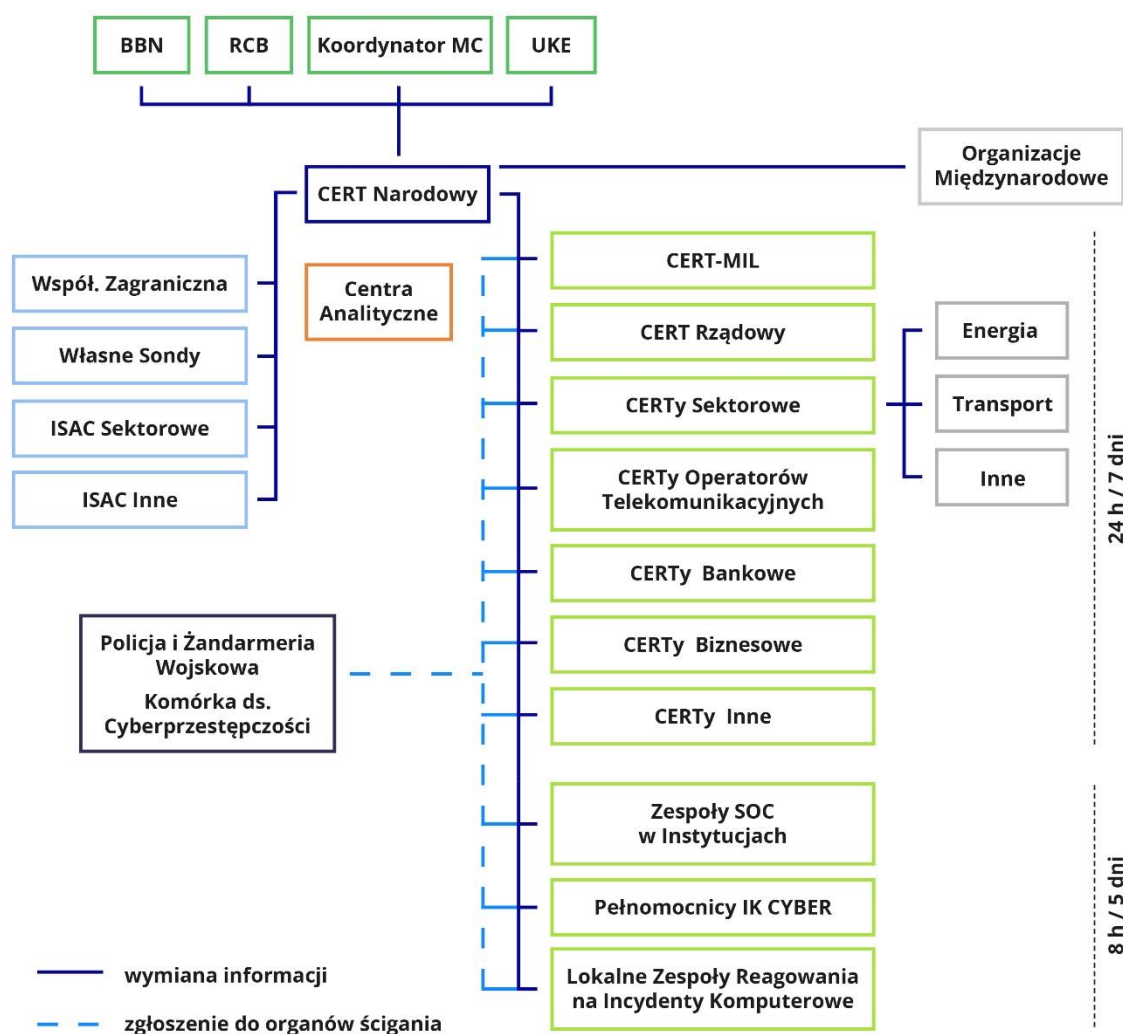 BBN
RCB
Koordynator MC
UKE
Organizacje
Międzynarodowe
CERT Narodowy
Współ. Zagraniczna
Własne Sondy
ISAC Sektorowe
ISAC Inne
Centra
Analityczne
CERT-MIL
CERT Rządowy
CERTy Sektorowe
CERTy Operatorów
Telekomunikacyjnych
CERTy Bankowe
CERTy Biznesowe
CERTy Inne
Energia
Transport
Inne
24 h / 7 dni
Policja i Żandarmeria
Wojskowa
Komórka ds.
Cyberprzestępczości
Zespoły SOC
w Instytucjach
Pełnomocnicy IK CYBER
Lokalne Zespoły Reagowania
na Incydenty Komputerowe
8 h / 5 dni
wymiana informacji
zgłoszenie do organów ścigania